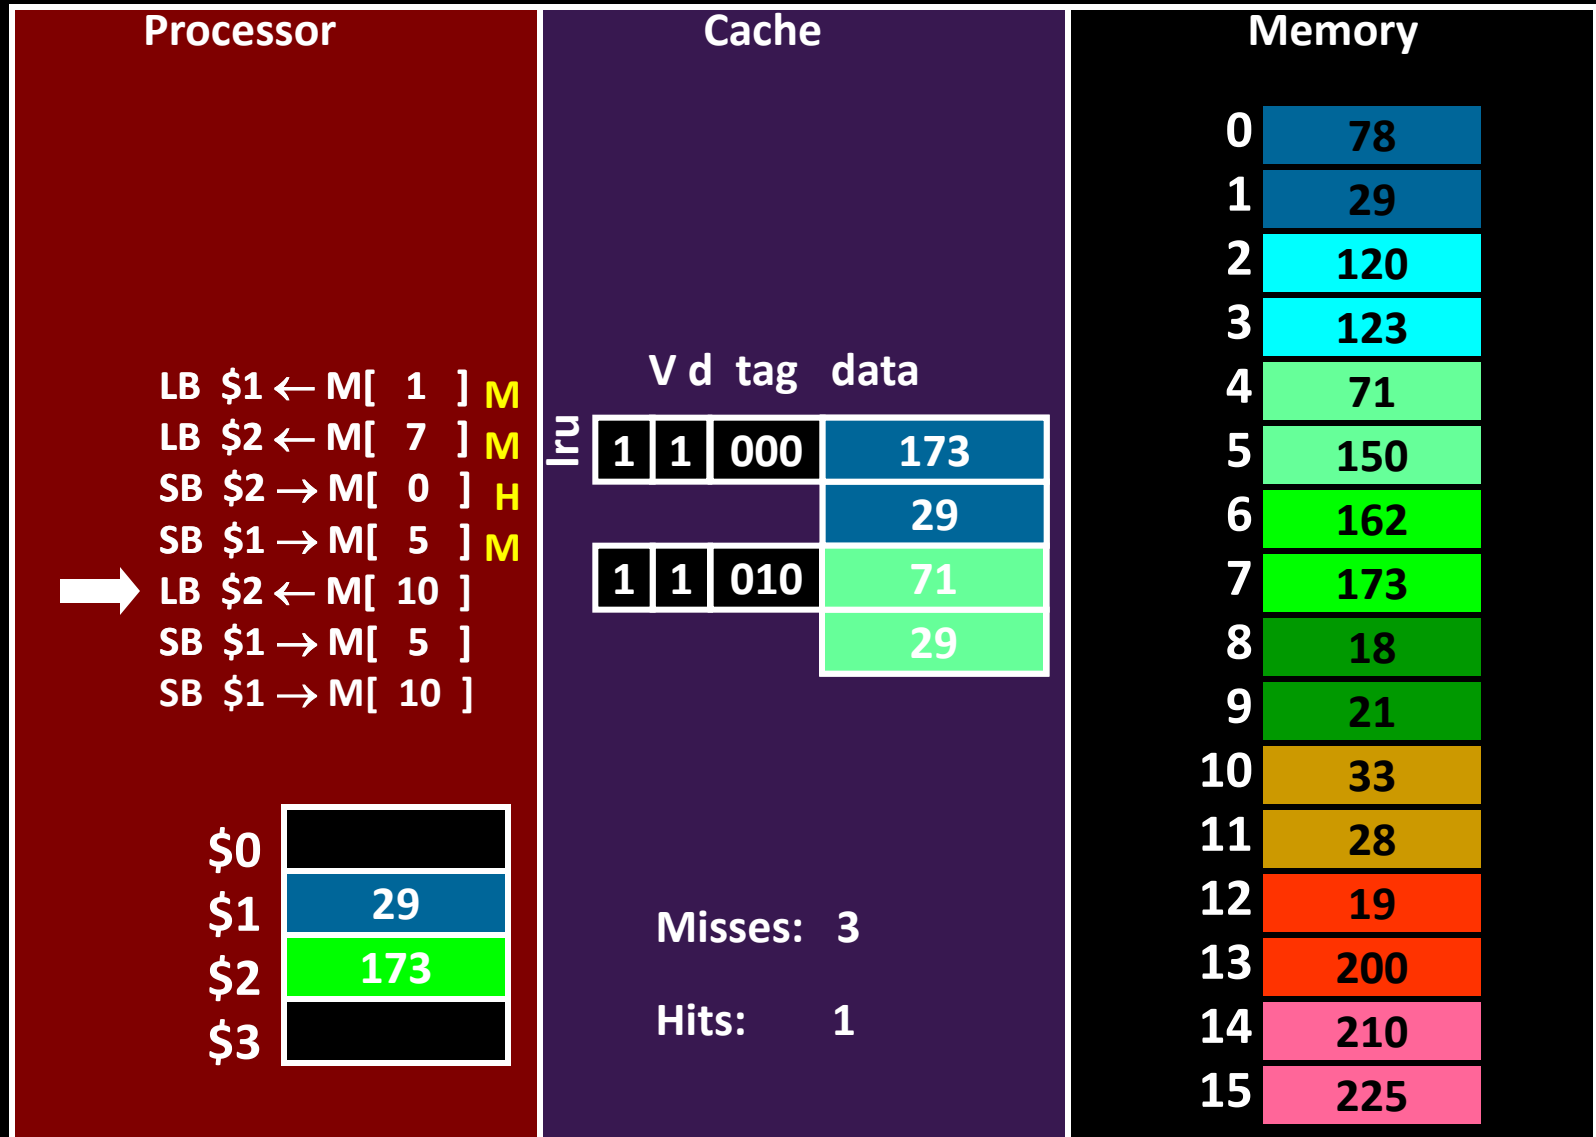 Processor
LB $1 ← M[ 1 ] M
LB $2 ← M[ 7 ] M
SB $2 → M[ 0 ] H
SB $1 → M[ 5 ] M
LB $2 ← M[ 10 ]
SB $1 → M[ 5 ]
SB $1 → M[ 10 ]
$0
$1 29
$2 173
$3
Cache
V d tag data
lru 1 1 000 173
29
1 1 010 71
29
Misses: 3
Hits: 1
Memory
0 78
1 29
2 120
3 123
4 71
5 150
6 162
7 173
8 18
9 21
10 33
11 28
12 19
13 200
14 210
15 225